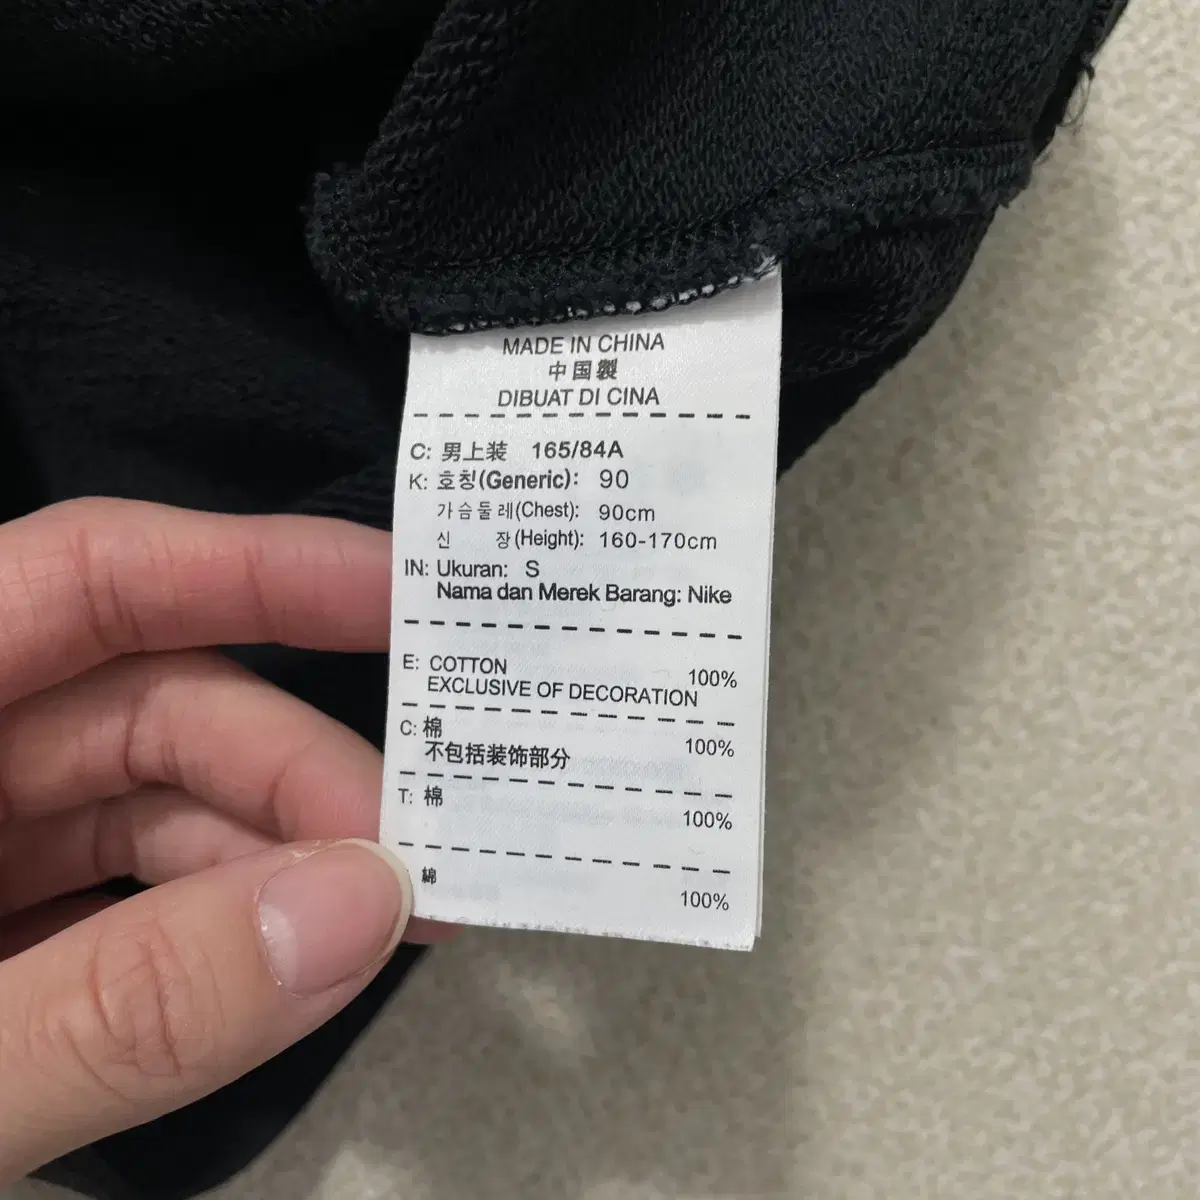 MADE IN CHINA
中国製
DIBUAT DI CINA
C: 男上装 165/84A
K: 호칭(Generic): 90
가슴둘레(Chest): 90cm
신 장(Height): 160-170cm
IN: Ukuran: S
Nama dan Merek Barang: Nike
E: COTTON 100%
EXCLUSIVE OF DECORATION
C: 棉 100%
不包括装饰部分
T: 棉 100%
綿 100%